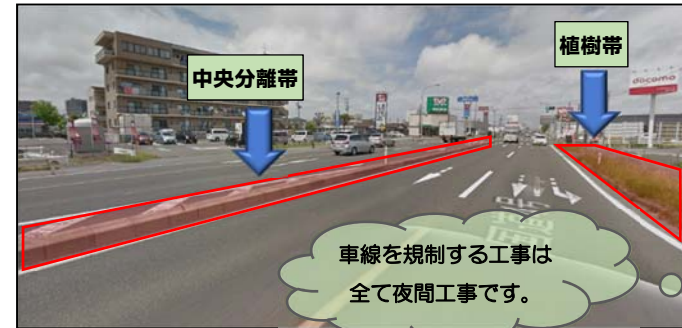 植樹帯
中央分離帯
docomo
車線を規制する工事は
全て夜間工事です。